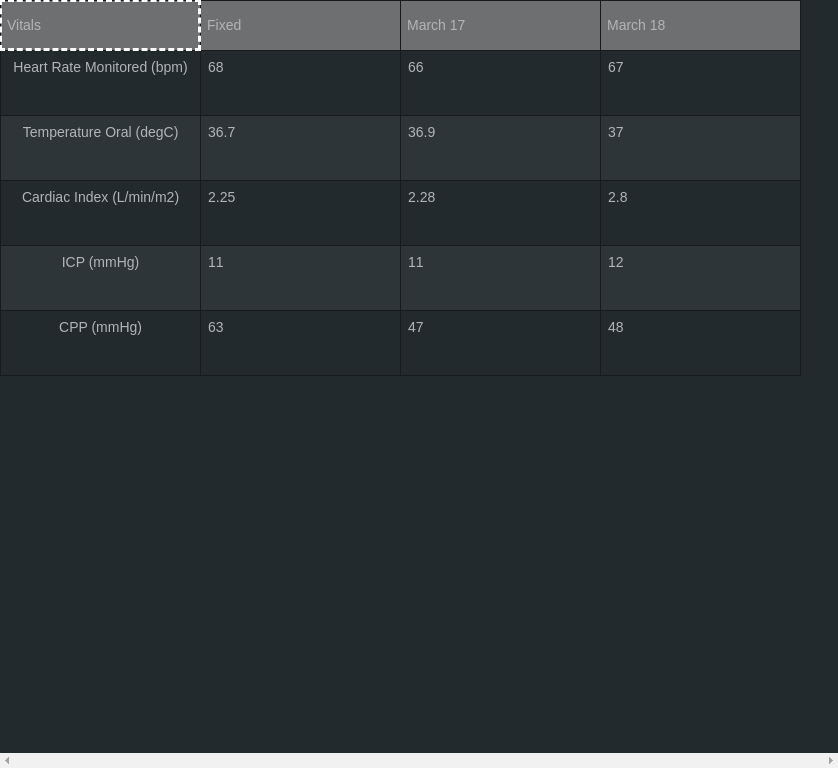 Vitals Fixed March 17 March 18
Heart Rate Monitored (bpm) 68 66 67
Temperature Oral (degC) 36.7 36.9 37
Cardiac Index (L/min/m2) 2.25 2.28 2.8
ICP (mmHg) 11 11 12
CPP (mmHg) 63 47 48